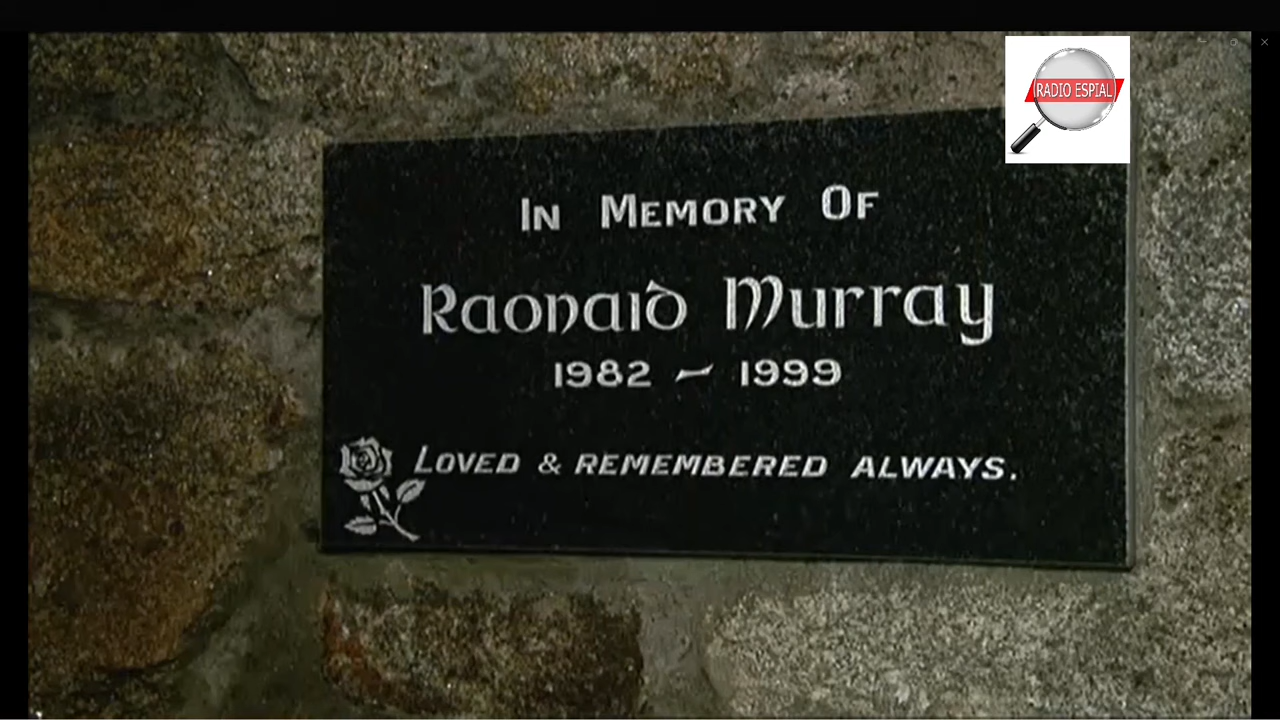 RADIO ESPIAL
In Memory Of
Raonaid Murray
1982 - 1999
Loved & remembered always.